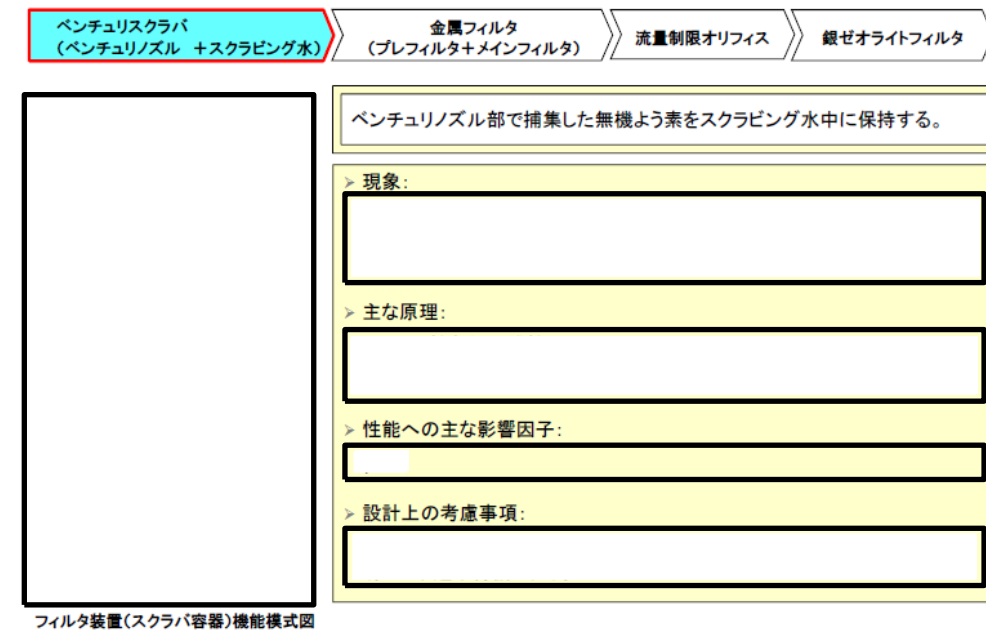 ベンチュリスクラバ
（ベンチュリノズル ＋スクラビング水）
金属フィルタ
（プレフィルタ＋メインフィルタ）
流量制限オリフィス
銀ゼオライトフィルタ
ベンチュリノズル部で捕集した無機よう素をスクラビング水中に保持する。
➢ 現象：
➢ 主な原理：
➢ 性能への主な影響因子：
➢ 設計上の考慮事項：
フィルタ装置（スクラバ容器）機能模式図